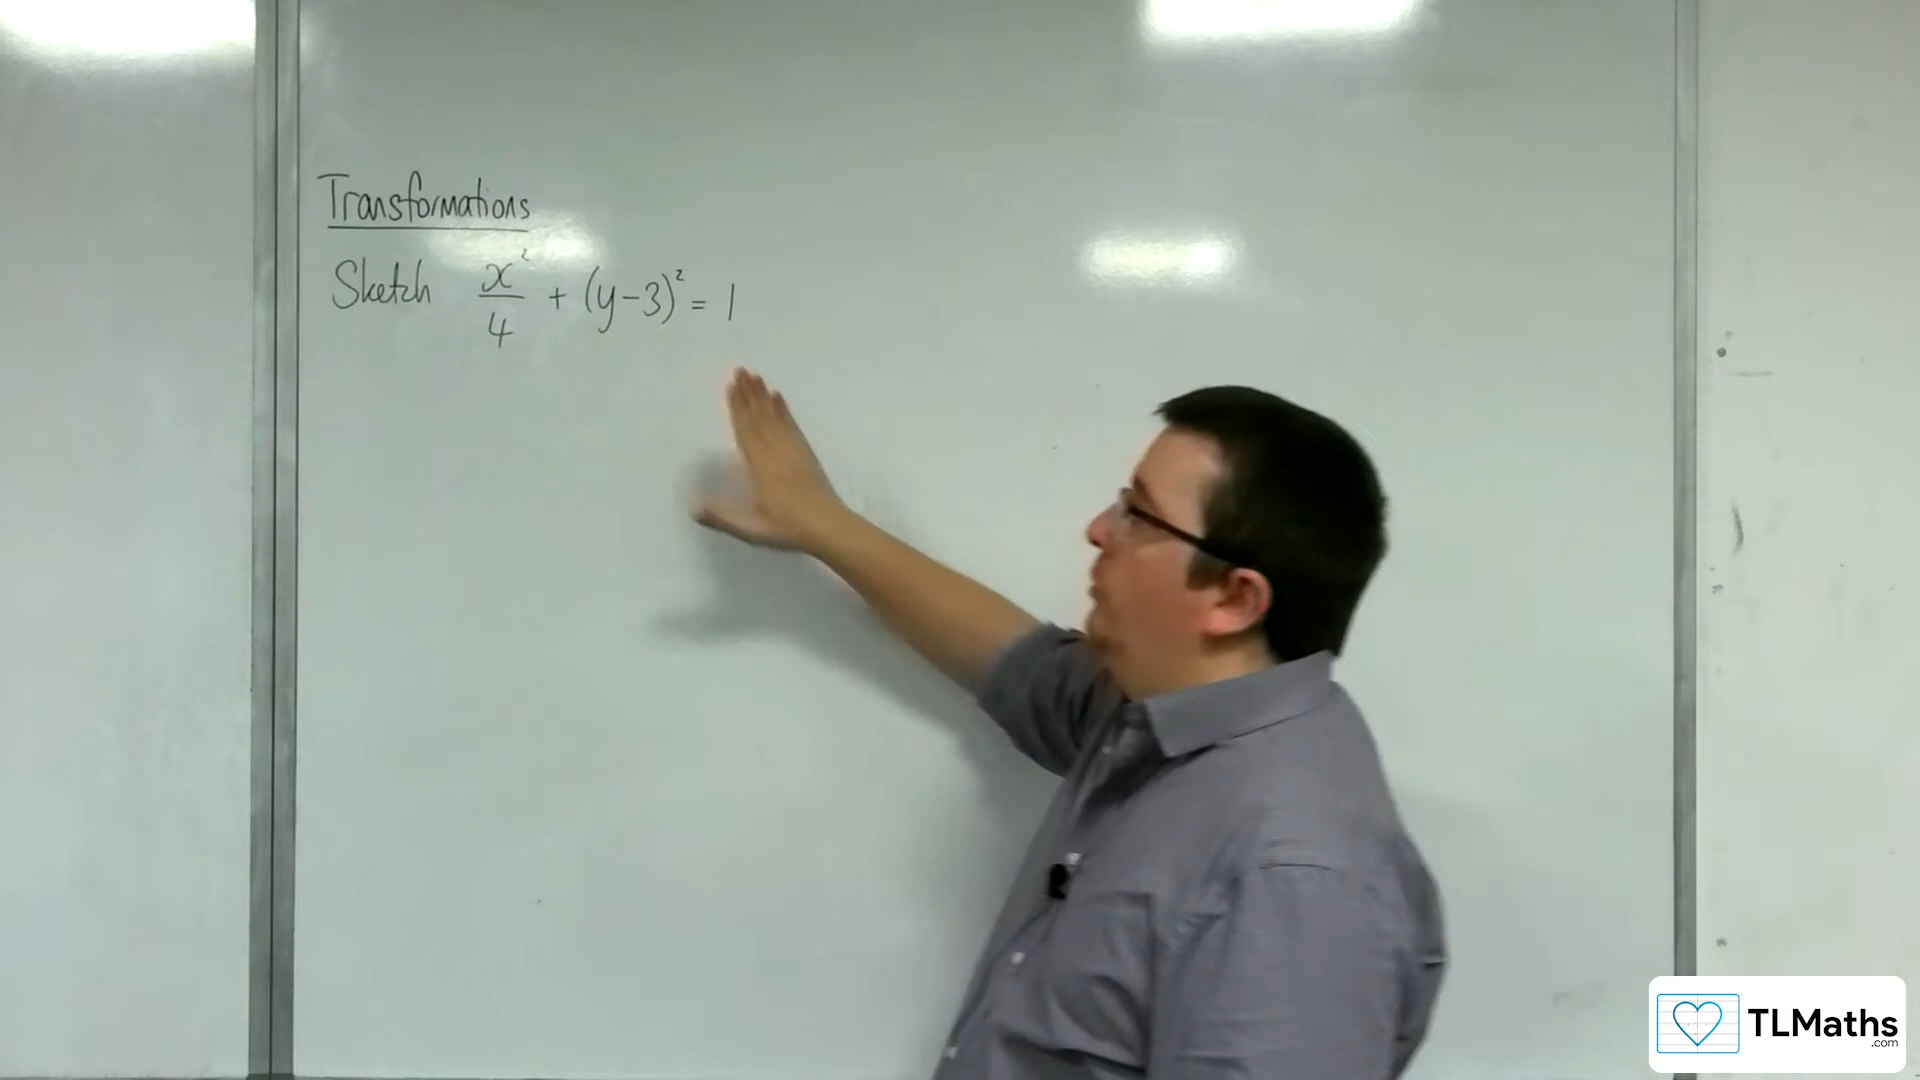 Transformations
Sketch x²/4 + (y-3)² = 1
TLMaths
.com